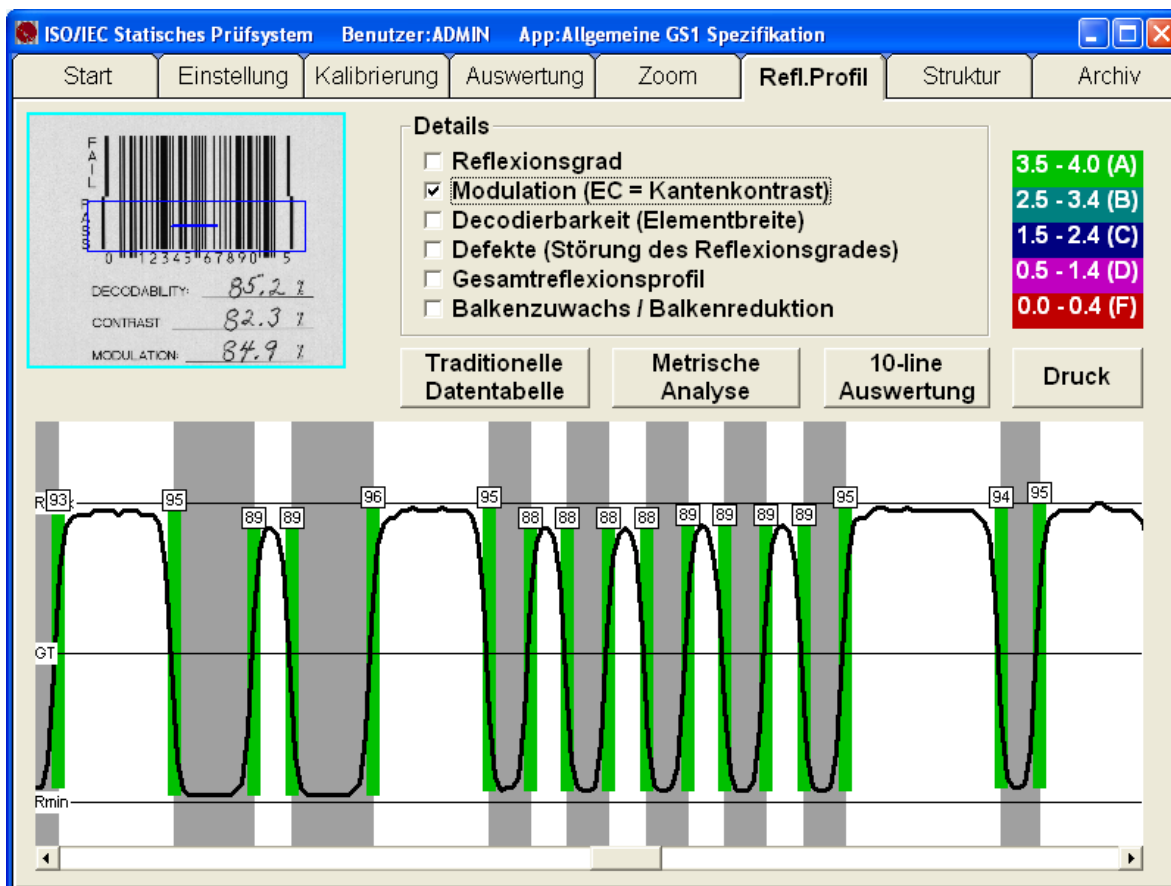 ISO/IEC Statisches Prüfsystem Benutzer:ADMIN App:Allgemeine GS1 Spezifikation
Start Einstellung Kalibrierung Auswertung Zoom Refl.Profil Struktur Archiv
FAIL
PASS
0 12345 67890 5
DECODABILITY: 85.2 %
CONTRAST 82.3 %
MODULATION: 84.9 %
Details
Reflexionsgrad
Modulation (EC = Kantenkontrast)
Decodierbarkeit (Elementbreite)
Defekte (Störung des Reflexionsgrades)
Gesamtreflexionsprofil
Balkenzuwachs / Balkenreduktion
3.5 - 4.0 (A)
2.5 - 3.4 (B)
1.5 - 2.4 (C)
0.5 - 1.4 (D)
0.0 - 0.4 (F)
Traditionelle
Datentabelle
Metrische
Analyse
10-line
Auswertung
Druck
93 95 89 89 96 95 88 88 88 88 89 89 89 89 95 94 95
GT
Rmin